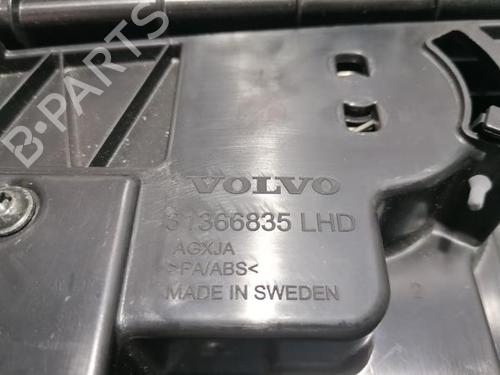 B-PARTS
VOLVO
31366835 LHD
AGXJA
>PA/ABS<
MADE IN SWEDEN